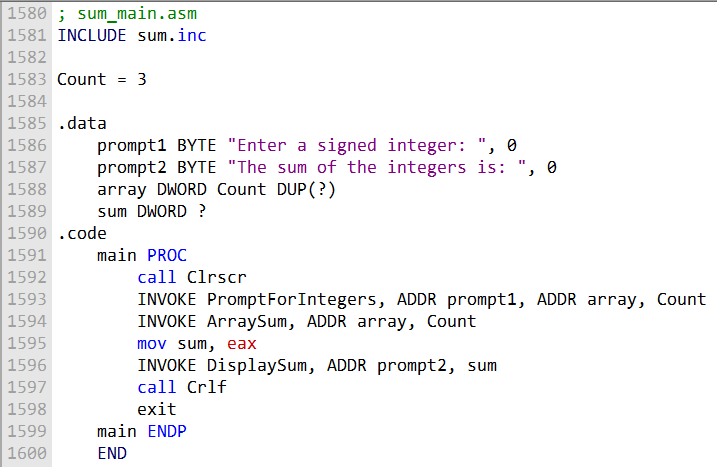 1580 ; sum_main.asm
1581 INCLUDE sum.inc
1582
1583 Count = 3
1584
1585 .data
1586     prompt1 BYTE "Enter a signed integer: ", 0
1587     prompt2 BYTE "The sum of the integers is: ", 0
1588     array DWORD Count DUP(?)
1589     sum DWORD ?
1590 .code
1591     main PROC
1592         call Clrscr
1593         INVOKE PromptForIntegers, ADDR prompt1, ADDR array, Count
1594         INVOKE ArraySum, ADDR array, Count
1595         mov sum, eax
1596         INVOKE DisplaySum, ADDR prompt2, sum
1597         call Crlf
1598         exit
1599     main ENDP
1600     END